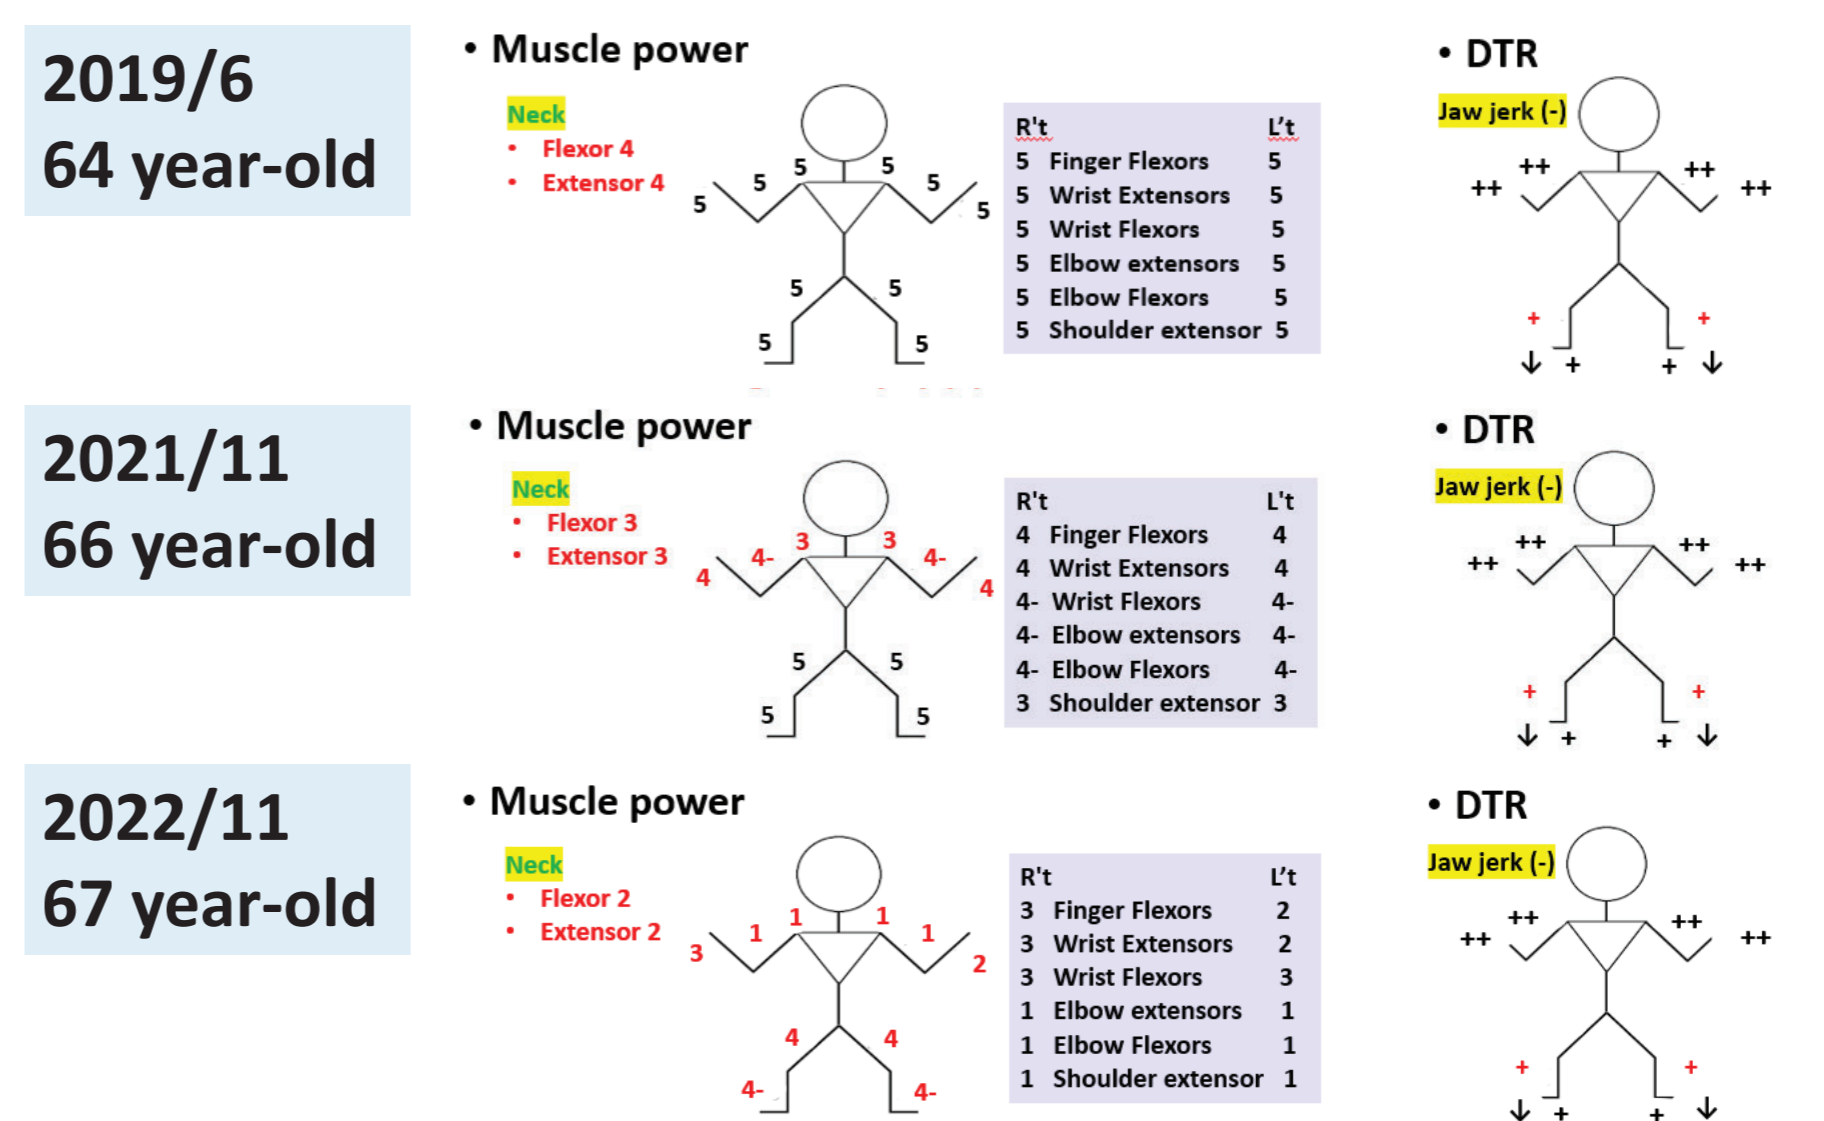 2019/6
64 year-old
• Muscle power
Neck
• Flexor 4
• Extensor 4
5 5 5 5 5 5
5 5
5 5
R't L’t
5 Finger Flexors 5
5 Wrist Extensors 5
5 Wrist Flexors 5
5 Elbow extensors 5
5 Elbow Flexors 5
5 Shoulder extensor 5
• DTR
Jaw jerk (-)
++ ++ ++ ++
+ +
↓ + + ↓
2021/11
66 year-old
• Muscle power
Neck
• Flexor 3
• Extensor 3
4 4- 3 3 4- 4
5 5
5 5
R't L't
4 Finger Flexors 4
4 Wrist Extensors 4
4- Wrist Flexors 4-
4- Elbow extensors 4-
4- Elbow Flexors 4-
3 Shoulder extensor 3
• DTR
Jaw jerk (-)
++ ++ ++ ++
+ +
↓ + + ↓
2022/11
67 year-old
• Muscle power
Neck
• Flexor 2
• Extensor 2
3 1 1 1 1 2
4 4
4- 4-
R't L’t
3 Finger Flexors 2
3 Wrist Extensors 2
3 Wrist Flexors 3
1 Elbow extensors 1
1 Elbow Flexors 1
1 Shoulder extensor 1
• DTR
Jaw jerk (-)
++ ++ ++ ++
+ +
↓ + + ↓